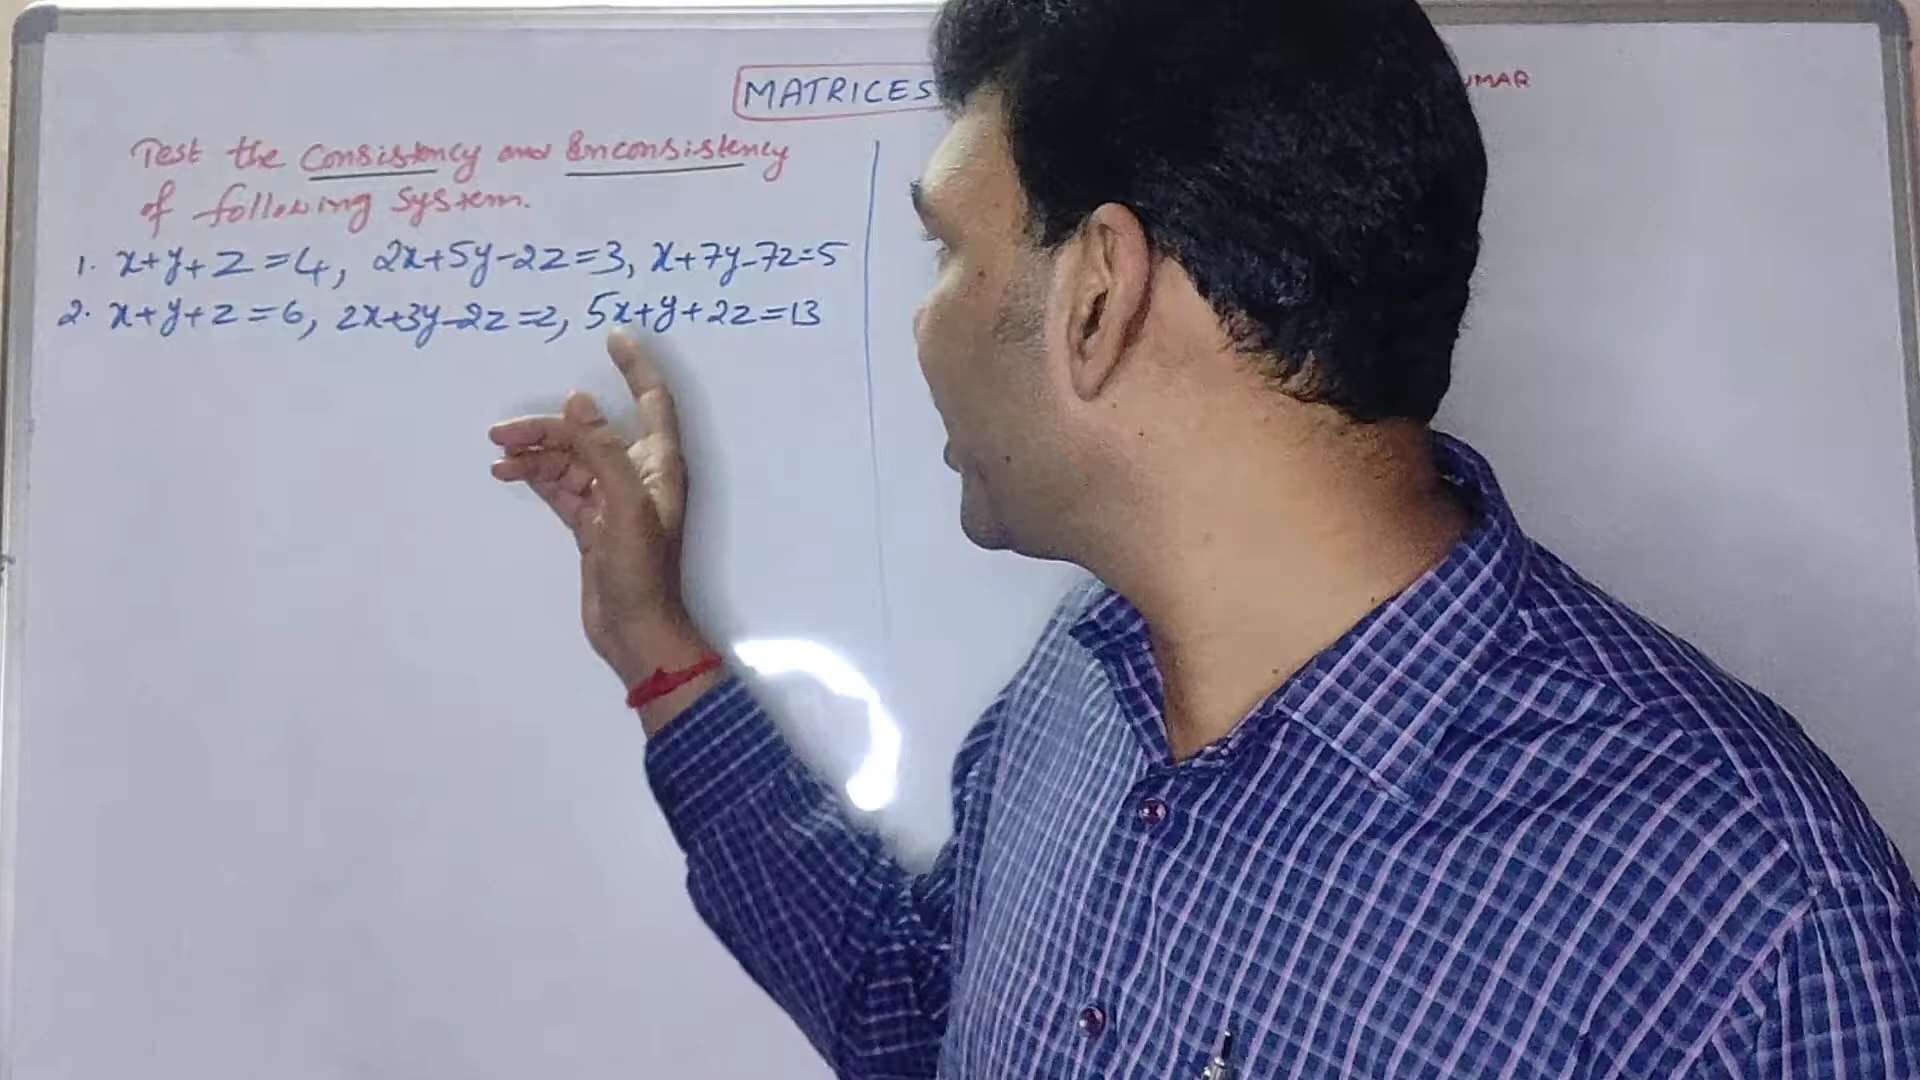 MATRICES
Test the Consistency and Inconsistency
of following System.
1. x+y+z=4, 2x+5y-2z=3, x+7y-7z=5
2. x+y+z=6, 2x+3y-2z=2, 5x+y+2z=13